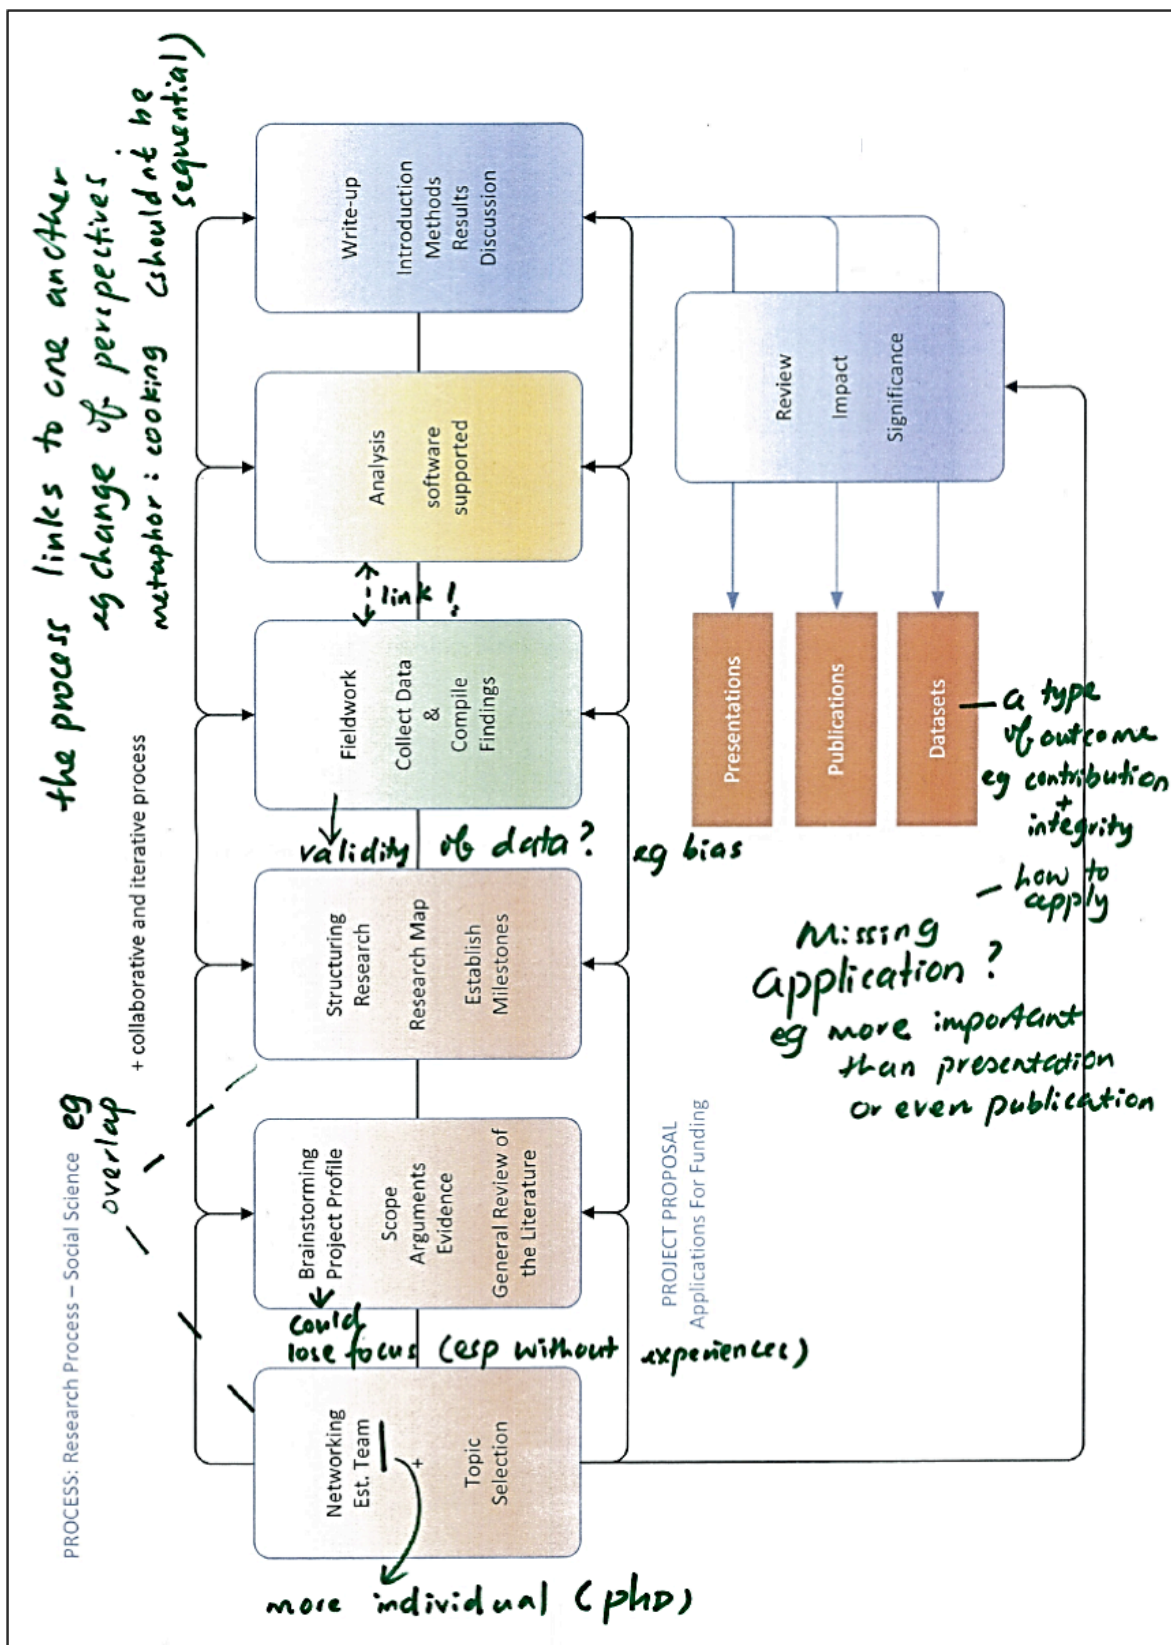 PROCESS: Research Process – Social Science
+ collaborative and iterative process
Networking
Est. Team
+
Topic
Selection
Brainstorming
Project Profile
Scope
Arguments
Evidence
General Review of
the Literature
Structuring
Research
Research Map
Establish
Milestones
Fieldwork
Collect Data
&
Compile
Findings
Analysis
software
supported
Write-up
Introduction
Methods
Results
Discussion
PROJECT PROPOSAL
Applications For Funding
Presentations
Publications
Datasets
Review
Impact
Significance
the process links to one another
eg change of perspectives
metaphor : cooking (shouldn't be
sequential)
eg
overlap
link !
validity of data ? eg bias
could
lose focus (esp without experiences)
more individual (phD)
a type
of outcome
eg contribution
+
integrity
how to
apply
Missing
application ?
eg more important
than presentation
or even publication